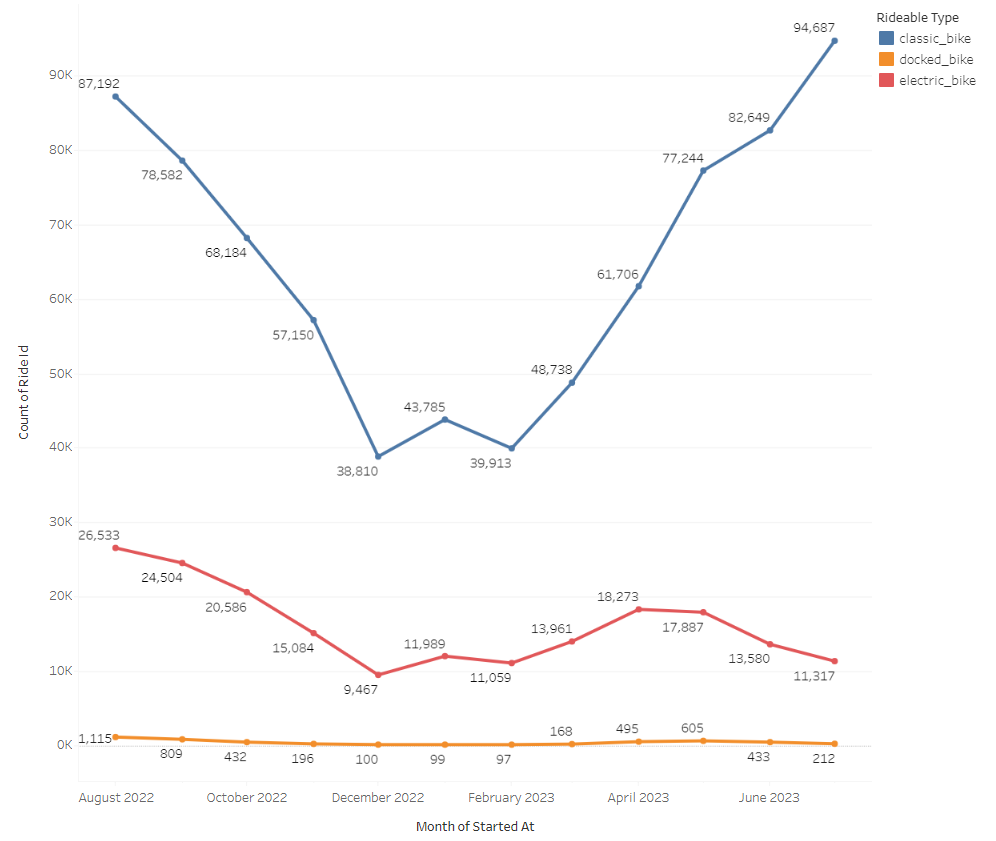 Rideable Type
classic_bike
docked_bike
electric_bike
94,687
87,192
90K
82,649
80K
77,244
78,582
70K
68,184
61,706
60K
57,150
50K
48,738
43,785
40K
39,913
38,810
Count of Ride Id
30K
26,533
24,504
20K
20,586
18,273
17,887
15,084
13,961
13,580
11,989
11,317
11,059
10K
9,467
1,115
809
432
196
100
99
97
168
495
605
433
212
0K
August 2022 October 2022 December 2022 February 2023 April 2023 June 2023
Month of Started At